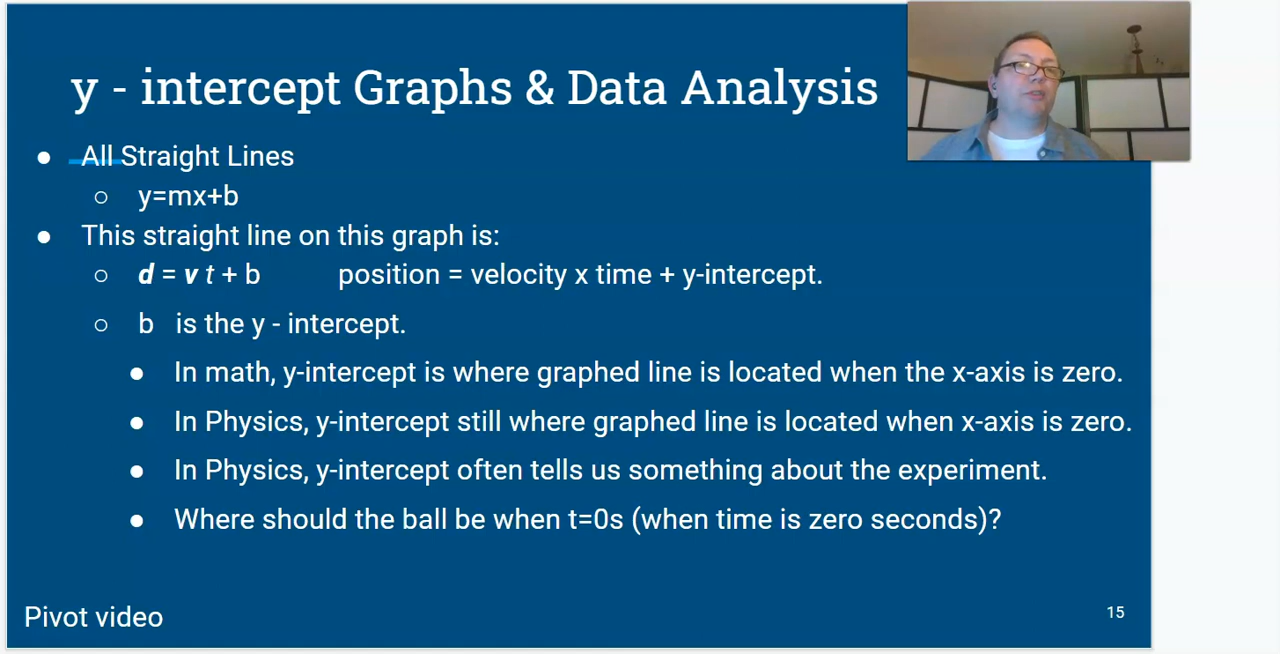 y - intercept Graphs & Data Analysis
All Straight Lines
y=mx+b
This straight line on this graph is:
d = v t + b position = velocity x time + y-intercept.
b is the y - intercept.
In math, y-intercept is where graphed line is located when the x-axis is zero.
In Physics, y-intercept still where graphed line is located when x-axis is zero.
In Physics, y-intercept often tells us something about the experiment.
Where should the ball be when t=0s (when time is zero seconds)?
Pivot video
15